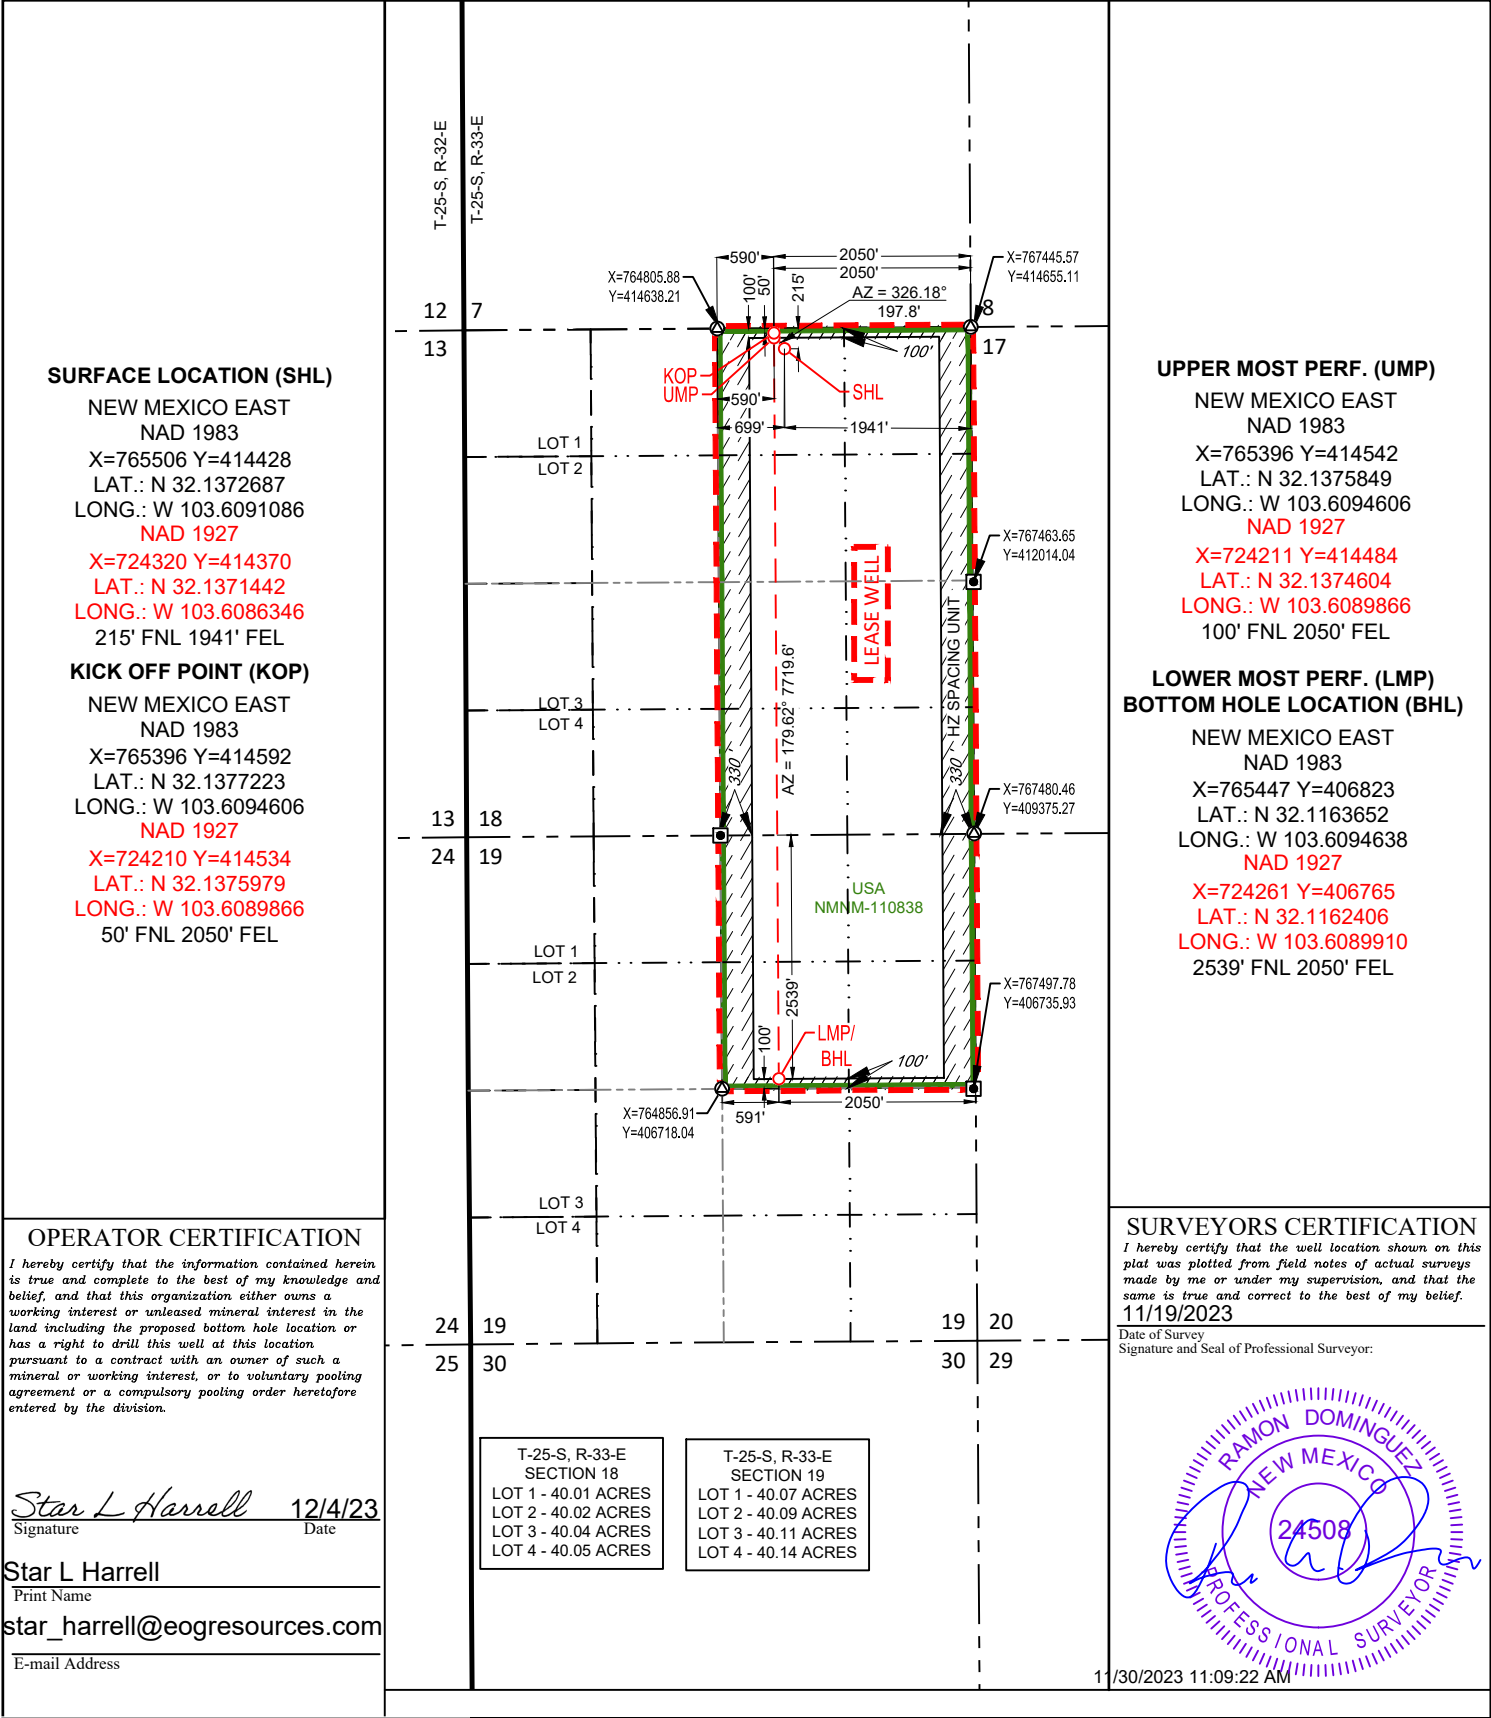 SURFACE LOCATION (SHL)
NEW MEXICO EAST
NAD 1983
X=765506 Y=414428
LAT.: N 32.1372687
LONG.: W 103.6091086
NAD 1927
X=724320 Y=414370
LAT.: N 32.1371442
LONG.: W 103.6086346
215' FNL 1941' FEL
KICK OFF POINT (KOP)
NEW MEXICO EAST
NAD 1983
X=765396 Y=414592
LAT.: N 32.1377223
LONG.: W 103.6094606
NAD 1927
X=724210 Y=414534
LAT.: N 32.1375979
LONG.: W 103.6089866
50' FNL 2050' FEL
OPERATOR CERTIFICATION
I hereby certify that the information contained herein
is true and complete to the best of my knowledge and
belief, and that this organization either owns a
working interest or unleased mineral interest in the
land including the proposed bottom hole location or
has a right to drill this well at this location
pursuant to a contract with an owner of such a
mineral or working interest, or to voluntary pooling
agreement or a compulsory pooling order heretofore
entered by the division.
Star L Harrell 12/4/23
Signature Date
Star L Harrell
Print Name
star_harrell@eogresources.com
E-mail Address
T-25-S, R-32-E
T-25-S, R-33-E
590' 2050'
2050'
X=764805.88
Y=414638.21
X=767445.57
Y=414655.11
100'
50'
215'
AZ = 326.18°
197.8'
12 7
8
13
17
100'
KOP
UMP
SHL
590'
699' 1941'
LOT 1
LOT 2
X=767463.65
Y=412014.04
LEASE WELL
HZ SPACING UNIT
AZ = 179.62° 7719.6'
LOT 3
LOT 4
330'
330'
X=767480.46
Y=409375.27
13 18
24 19
USA
NMNM-110838
LOT 1
LOT 2
2539'
X=767497.78
Y=406735.93
100'
LMP/
BHL
100'
X=764856.91
Y=406718.04
591'
2050'
LOT 3
LOT 4
24 19
19 20
25 30
30 29
T-25-S, R-33-E
SECTION 18
LOT 1 - 40.01 ACRES
LOT 2 - 40.02 ACRES
LOT 3 - 40.04 ACRES
LOT 4 - 40.05 ACRES
T-25-S, R-33-E
SECTION 19
LOT 1 - 40.07 ACRES
LOT 2 - 40.09 ACRES
LOT 3 - 40.11 ACRES
LOT 4 - 40.14 ACRES
UPPER MOST PERF. (UMP)
NEW MEXICO EAST
NAD 1983
X=765396 Y=414542
LAT.: N 32.1375849
LONG.: W 103.6094606
NAD 1927
X=724211 Y=414484
LAT.: N 32.1374604
LONG.: W 103.6089866
100' FNL 2050' FEL
LOWER MOST PERF. (LMP)
BOTTOM HOLE LOCATION (BHL)
NEW MEXICO EAST
NAD 1983
X=765447 Y=406823
LAT.: N 32.1163652
LONG.: W 103.6094638
NAD 1927
X=724261 Y=406765
LAT.: N 32.1162406
LONG.: W 103.6089910
2539' FNL 2050' FEL
SURVEYORS CERTIFICATION
I hereby certify that the well location shown on this
plat was plotted from field notes of actual surveys
made by me or under my supervision, and that the
same is true and correct to the best of my belief.
11/19/2023
Date of Survey
Signature and Seal of Professional Surveyor:
RAMON DOMINGUEZ
NEW MEXICO
24508
PROFESSIONAL SURVEYOR
11/30/2023 11:09:22 AM